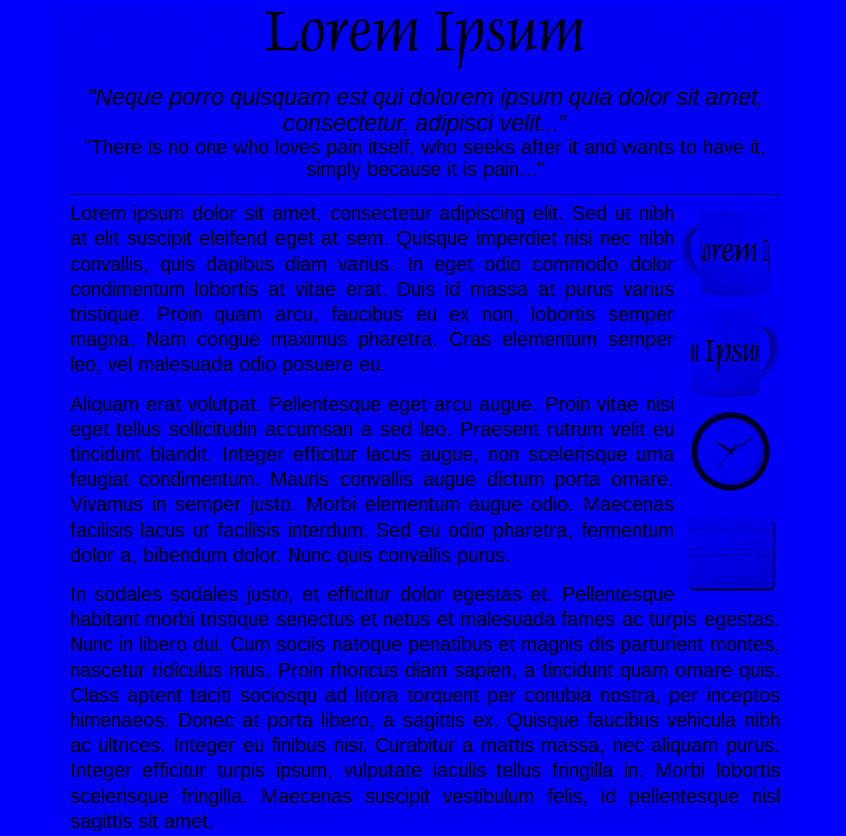 Lorem Ipsum
"Neque porro quisquam est qui dolorem ipsum quia dolor sit amet,
consectetur, adipisci velit..."
"There is no one who loves pain itself, who seeks after it and wants to have it,
simply because it is pain..."
Lorem ipsum dolor sit amet, consectetur adipiscing elit. Sed ut nibh
at elit suscipit eleifend eget at sem. Quisque imperdiet nisi nec nibh
convallis, quis dapibus diam varius. In eget odio commodo dolor
condimentum lobortis at vitae erat. Duis id massa at purus varius
tristique. Proin quam arcu, faucibus eu ex non, lobortis semper
magna. Nam congue maximus pharetra. Cras elementum semper
leo, vel malesuada odio posuere eu.
orem I
m Ipsum
Aliquam erat volutpat. Pellentesque eget arcu augue. Proin vitae nisi
eget tellus sollicitudin accumsan a sed leo. Praesent rutrum velit eu
tincidunt blandit. Integer efficitur lacus augue, non scelerisque urna
feugiat condimentum. Mauris convallis augue dictum porta ornare.
Vivamus in semper justo. Morbi elementum augue odio. Maecenas
facilisis lacus ut facilisis interdum. Sed eu odio pharetra, fermentum
dolor a, bibendum dolor. Nunc quis convallis purus.
In sodales sodales justo, et efficitur dolor egestas et. Pellentesque
habitant morbi tristique senectus et netus et malesuada fames ac turpis egestas.
Nunc in libero dui. Cum sociis natoque penatibus et magnis dis parturient montes,
nascetur ridiculus mus. Proin rhoncus diam sapien, a tincidunt quam ornare quis.
Class aptent taciti sociosqu ad litora torquent per conubia nostra, per inceptos
himenaeos. Donec at porta libero, a sagittis ex. Quisque faucibus vehicula nibh
ac ultrices. Integer eu finibus nisi. Curabitur a mattis massa, nec aliquam purus.
Integer efficitur turpis ipsum, vulputate iaculis tellus fringilla in. Morbi lobortis
scelerisque fringilla. Maecenas suscipit vestibulum felis, id pellentesque nisl
sagittis sit amet.